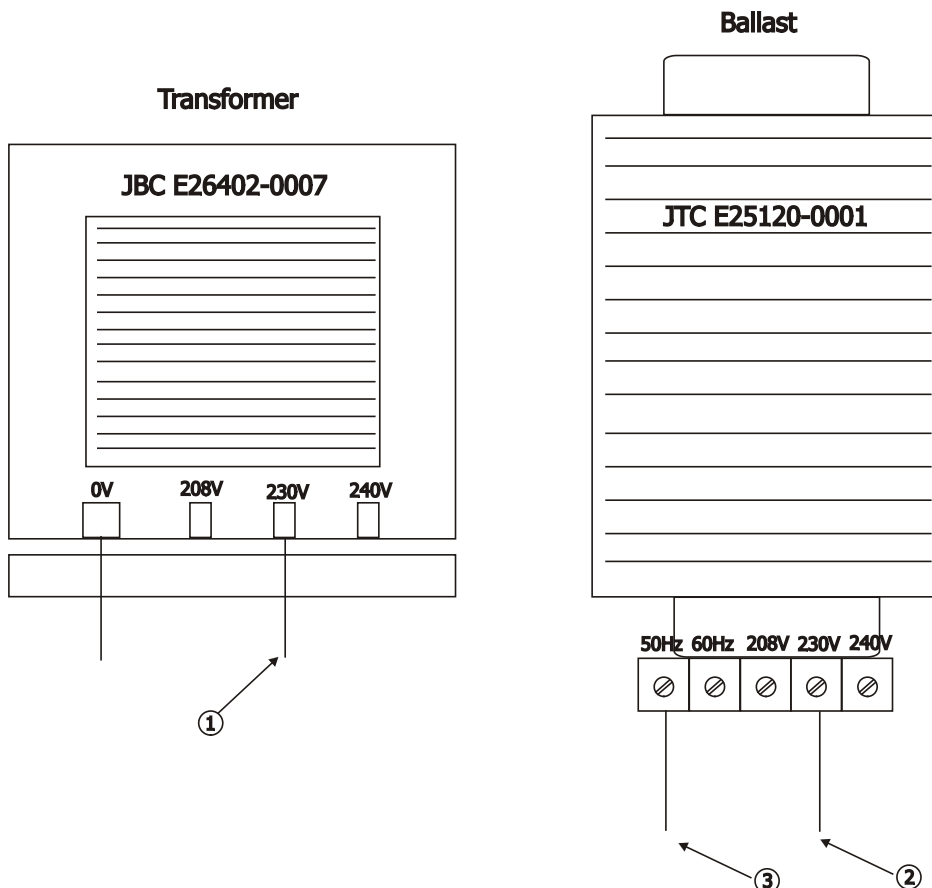 Ballast
Transformer
JBC E26402-0007
JTC E25120-0001
0V 208V 230V 240V
50Hz 60Hz 208V 230V 240V
1
3
2